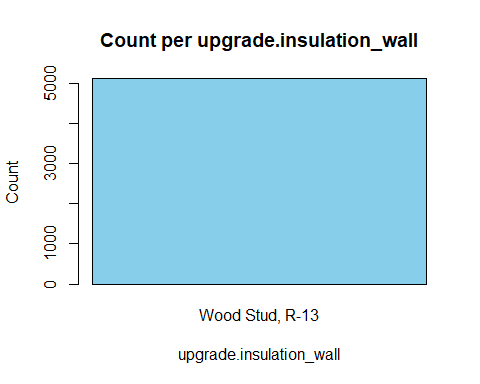 Count per upgrade.insulation_wall
5000
3000
1000
0
Count
Wood Stud, R-13
upgrade.insulation_wall